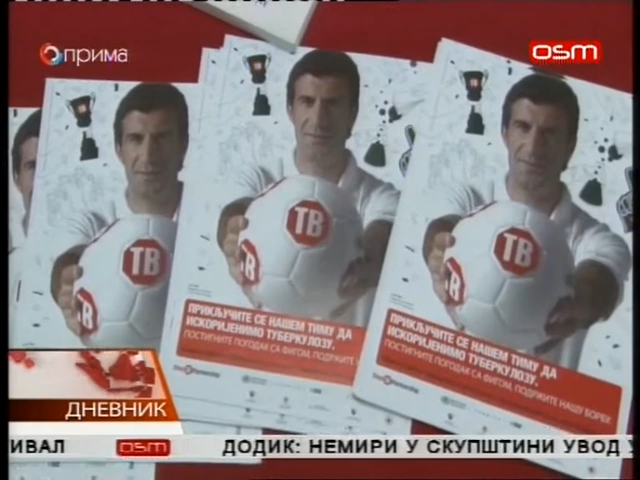 прима
OSM
ТВ
ТВ
ТВ
ПРИКЉУЧИТЕ СЕ НАШЕМ ТИМУ ДА
ИСКОРИЈЕНИМО ТУБЕРКУЛОЗУ.
ПОСТИГНИТЕ ПОГОДАК СА ФИГОМ, ПОДРЖИТЕ
ПРИКЉУЧИТЕ СЕ НАШЕМ ТИМУ ДА
ИСКОРИЈЕНИМО ТУБЕРКУЛОЗУ.
ПОСТИГНИТЕ ПОГОДАК СА ФИГОМ, ПОДРЖИТЕ НАШУ БОРБУ
ДНЕВНИК
ИВАЛ OSM ДОДИК: НЕМИРИ У СКУПШТИНИ УВОД У